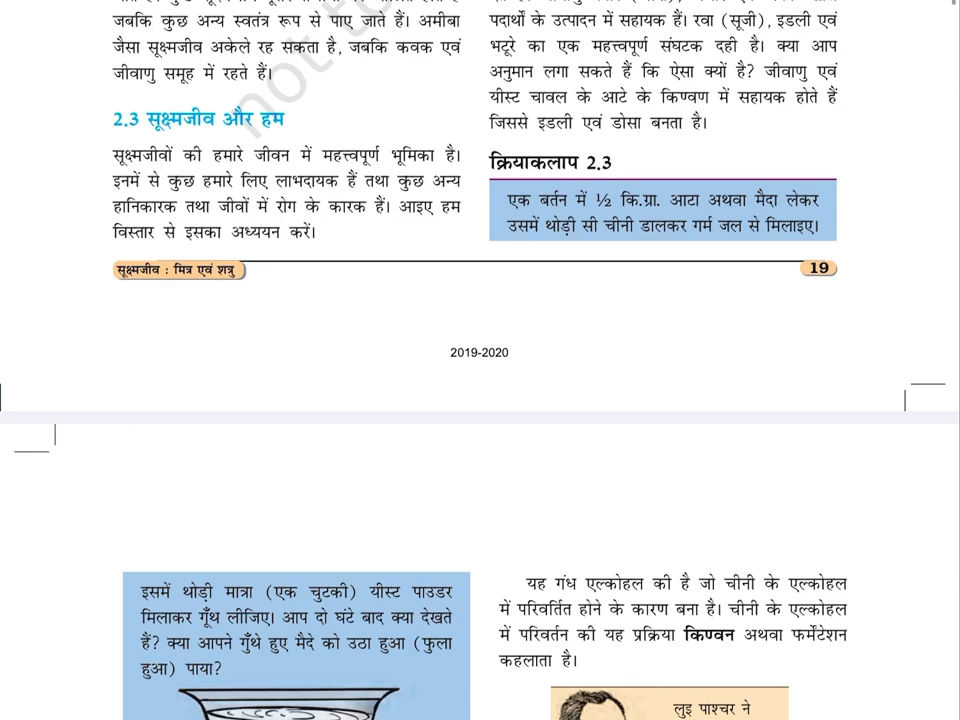 जबकि कुछ अन्य स्वतंत्र रूप से पाए जाते हैं। अमीबा
जैसा सूक्ष्मजीव अकेले रह सकता है, जबकि कवक एवं
जीवाणु समूह में रहते हैं।
2.3 सूक्ष्मजीव और हम
सूक्ष्मजीवों की हमारे जीवन में महत्त्वपूर्ण भूमिका है।
इनमें से कुछ हमारे लिए लाभदायक हैं तथा कुछ अन्य
हानिकारक तथा जीवों में रोग के कारक हैं। आइए हम
विस्तार से इसका अध्ययन करें।
पदार्थों के उत्पादन में सहायक हैं। रवा (सूजी), इडली एवं
भटूरे का एक महत्त्वपूर्ण संघटक दही है। क्या आप
अनुमान लगा सकते हैं कि ऐसा क्यों है? जीवाणु एवं
यीस्ट चावल के आटे के किण्वण में सहायक होते हैं
जिससे इडली एवं डोसा बनता है।
क्रियाकलाप 2.3
एक बर्तन में ½ कि.ग्रा. आटा अथवा मैदा लेकर
उसमें थोड़ी सी चीनी डालकर गर्म जल से मिलाइए।
सूक्ष्मजीव : मित्र एवं शत्रु
19
2019-2020
इसमें थोड़ी मात्रा (एक चुटकी) यीस्ट पाउडर
मिलाकर गूँथ लीजिए। आप दो घंटे बाद क्या देखते
हैं? क्या आपने गुँथे हुए मैदे को उठा हुआ (फुला
हुआ) पाया?
यह गंध एल्कोहल की है जो चीनी के एल्कोहल
में परिवर्तित होने के कारण बना है। चीनी के एल्कोहल
में परिवर्तन की यह प्रक्रिया किण्वन अथवा फर्मेंटेशन
कहलाता है।
लुइ पाश्चर ने
not to